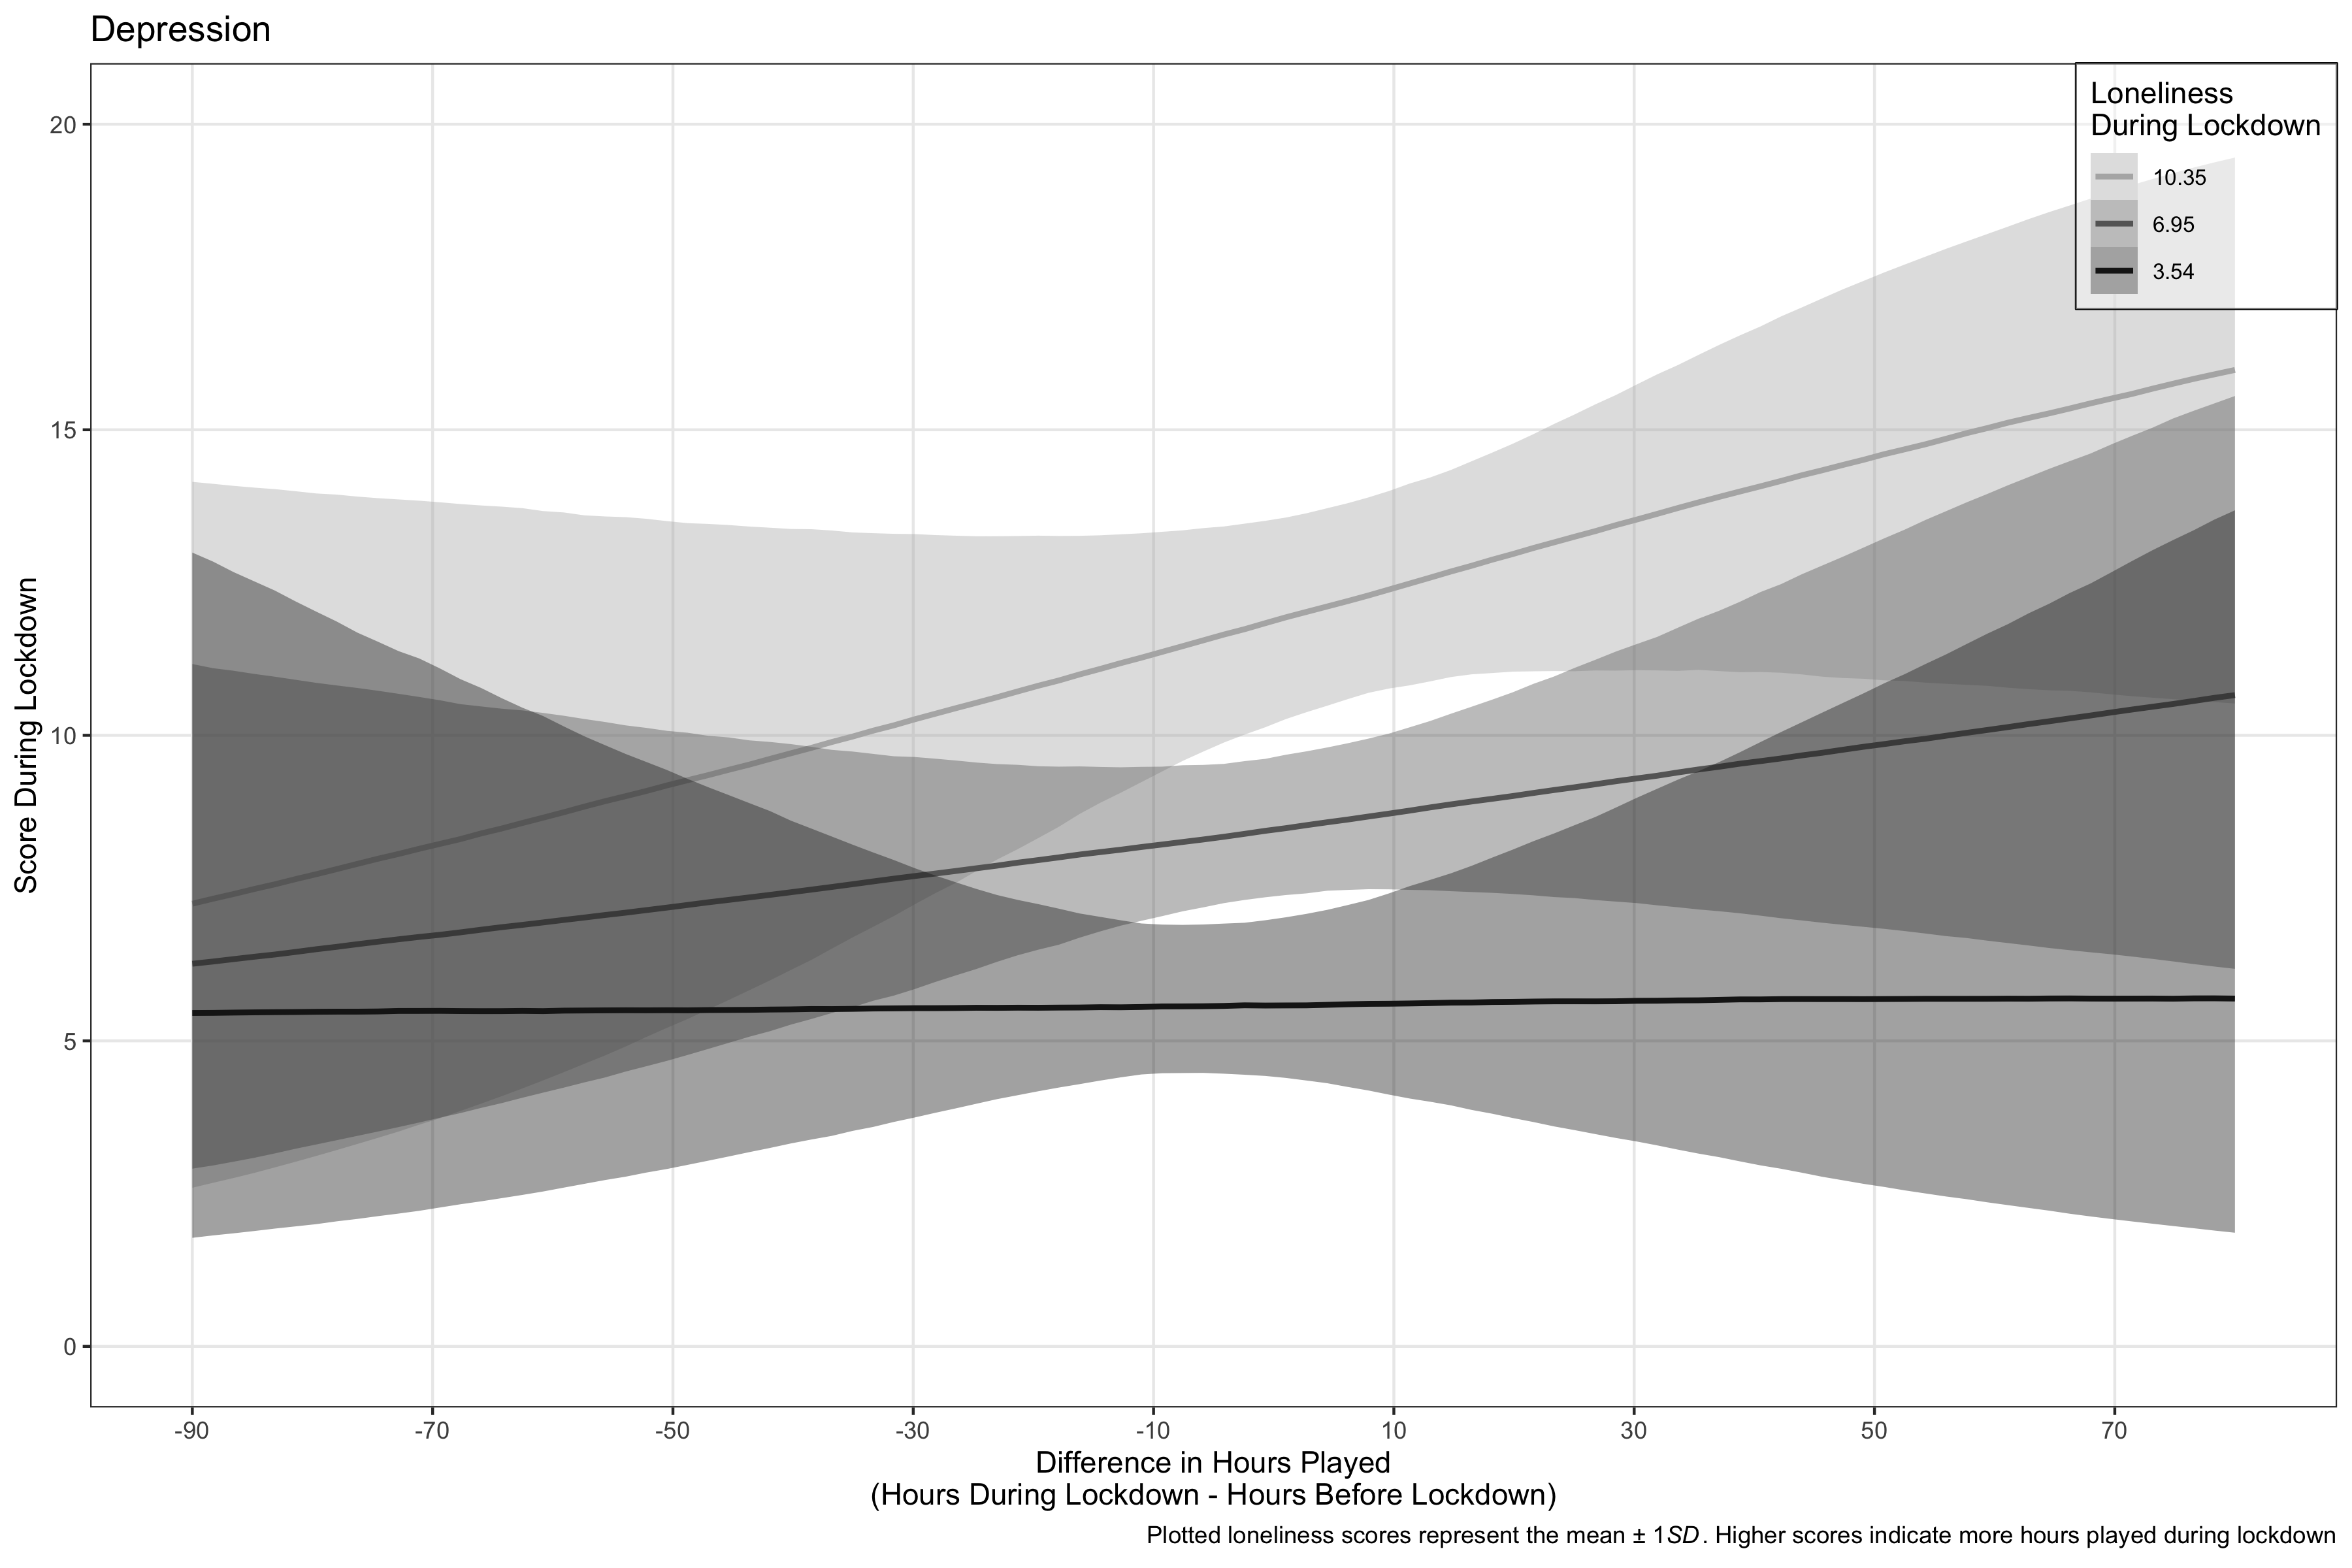 Depression
Loneliness
During Lockdown
10.35
6.95
3.54
20
15
10
5
0
Score During Lockdown
-90 -70 -50 -30 -10 10 30 50 70
Difference in Hours Played
(Hours During Lockdown - Hours Before Lockdown)
Plotted loneliness scores represent the mean ± 1SD. Higher scores indicate more hours played during lockdown